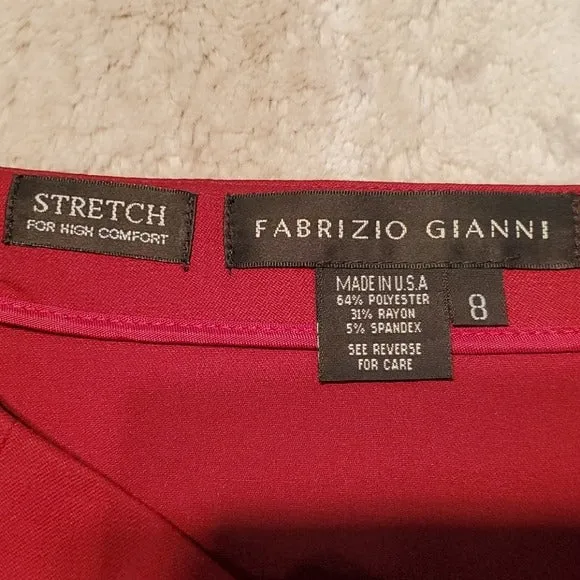 STRETCH
FOR HIGH COMFORT
FABRIZIO GIANNI
MADE IN U.S.A
64% POLYESTER
31% RAYON
5% SPANDEX
SEE REVERSE
FOR CARE
8